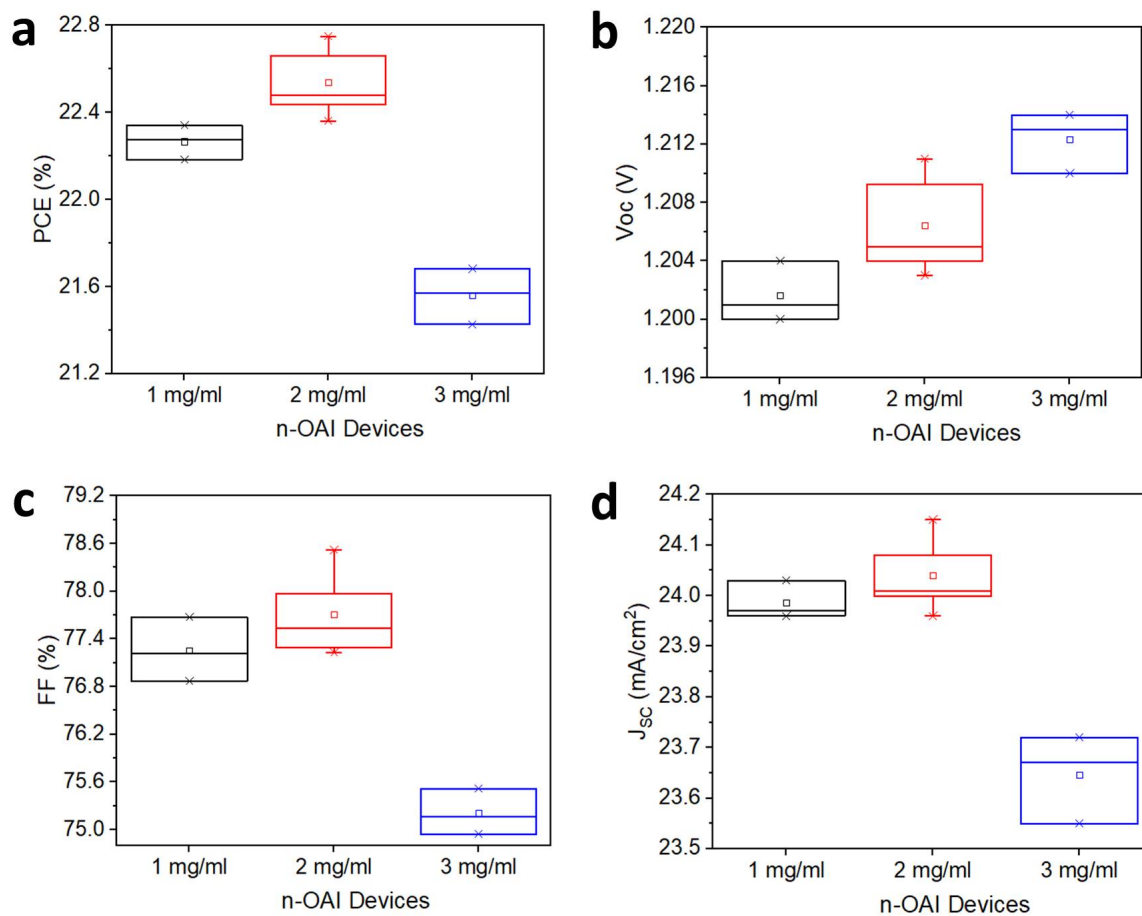 a
22.8
22.4
22.0
21.6
21.2
PCE (%)
1 mg/ml 2 mg/ml 3 mg/ml
n-OAI Devices
b
1.220
1.216
1.212
1.208
1.204
1.200
1.196
Voc (V)
1 mg/ml 2 mg/ml 3 mg/ml
n-OAI Devices
c
79.2
78.6
78.0
77.4
76.8
76.2
75.6
75.0
FF (%)
1 mg/ml 2 mg/ml 3 mg/ml
n-OAI Devices
d
24.2
24.1
24.0
23.9
23.8
23.7
23.6
23.5
JSC (mA/cm²)
1 mg/ml 2 mg/ml 3 mg/ml
n-OAI Devices